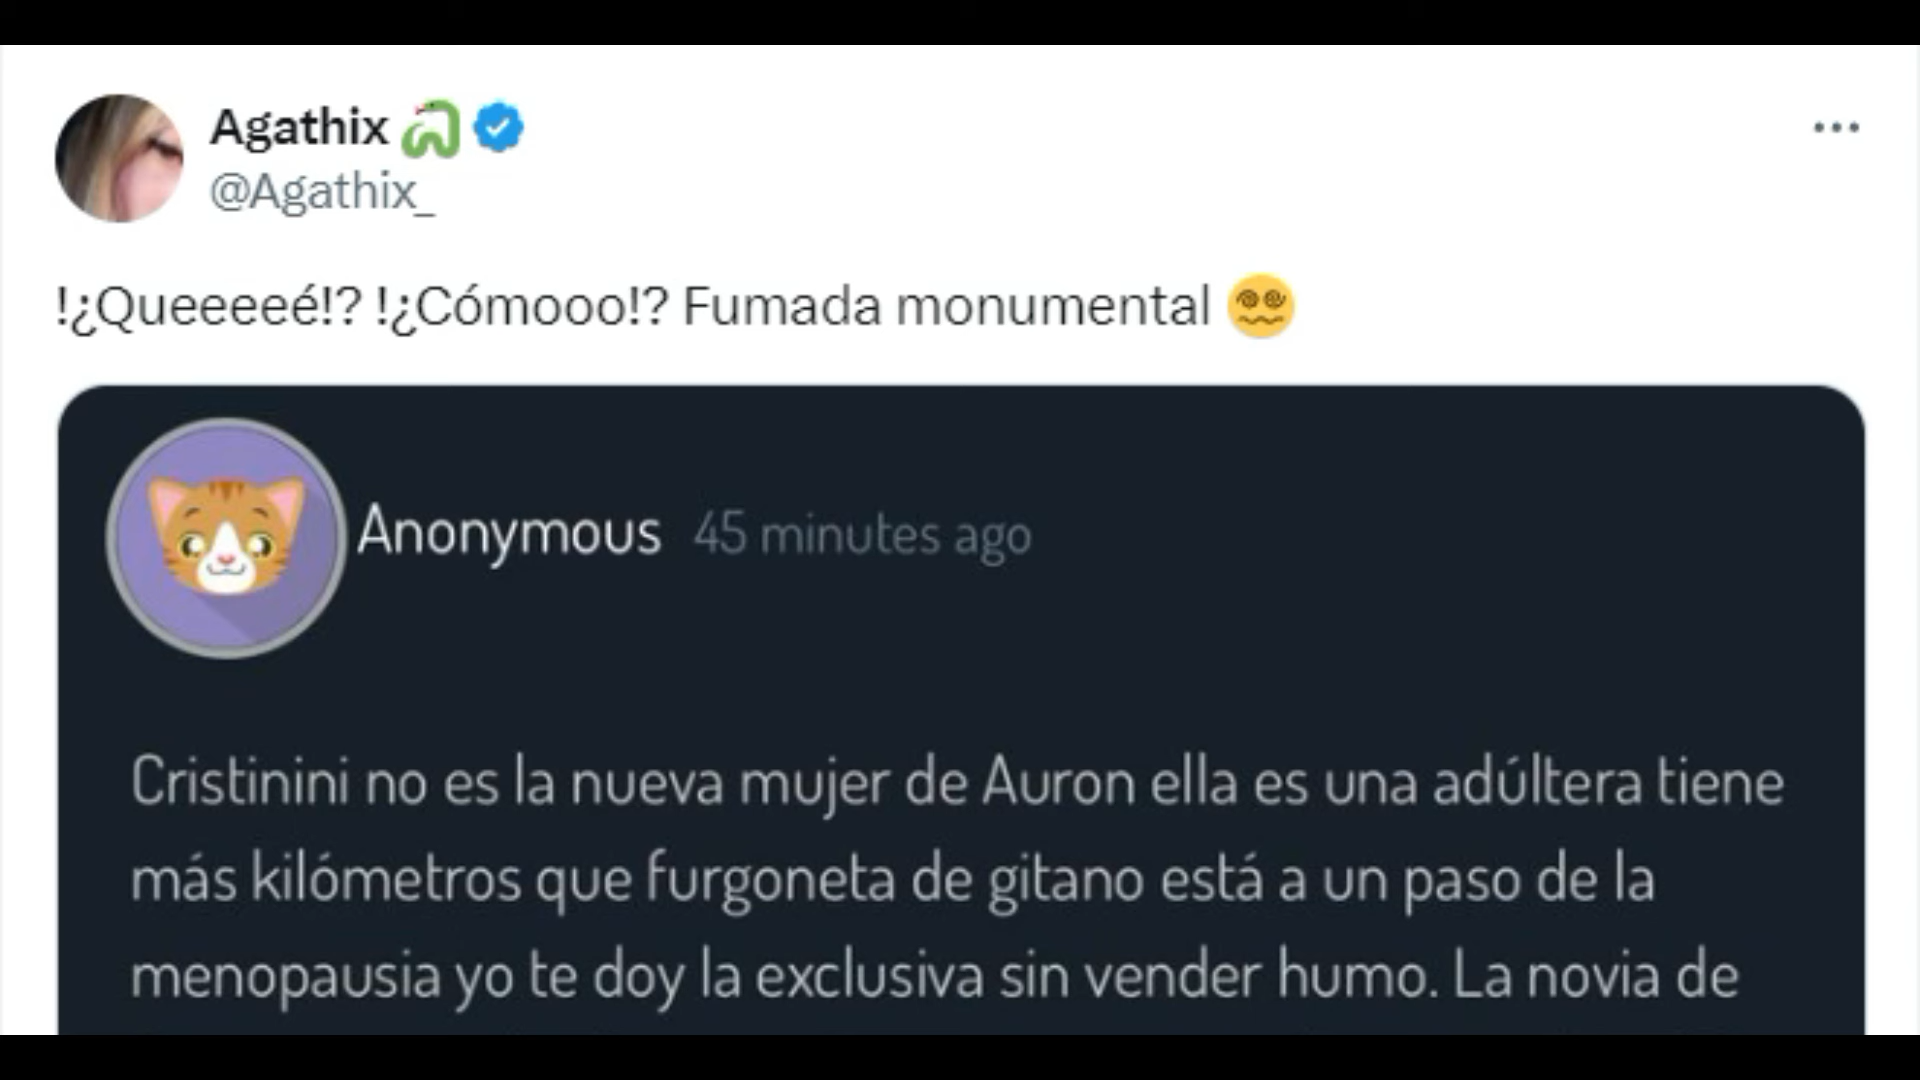 Agathix 🐍
@Agathix_
!¿Queeeeeé!? !¿Cómooo!? Fumada monumental 😵‍💫
Anonymous 45 minutes ago
Cristinini no es la nueva mujer de Auron ella es una adúltera tiene
más kilómetros que furgoneta de gitano está a un paso de la
menopausia yo te doy la exclusiva sin vender humo. La novia de